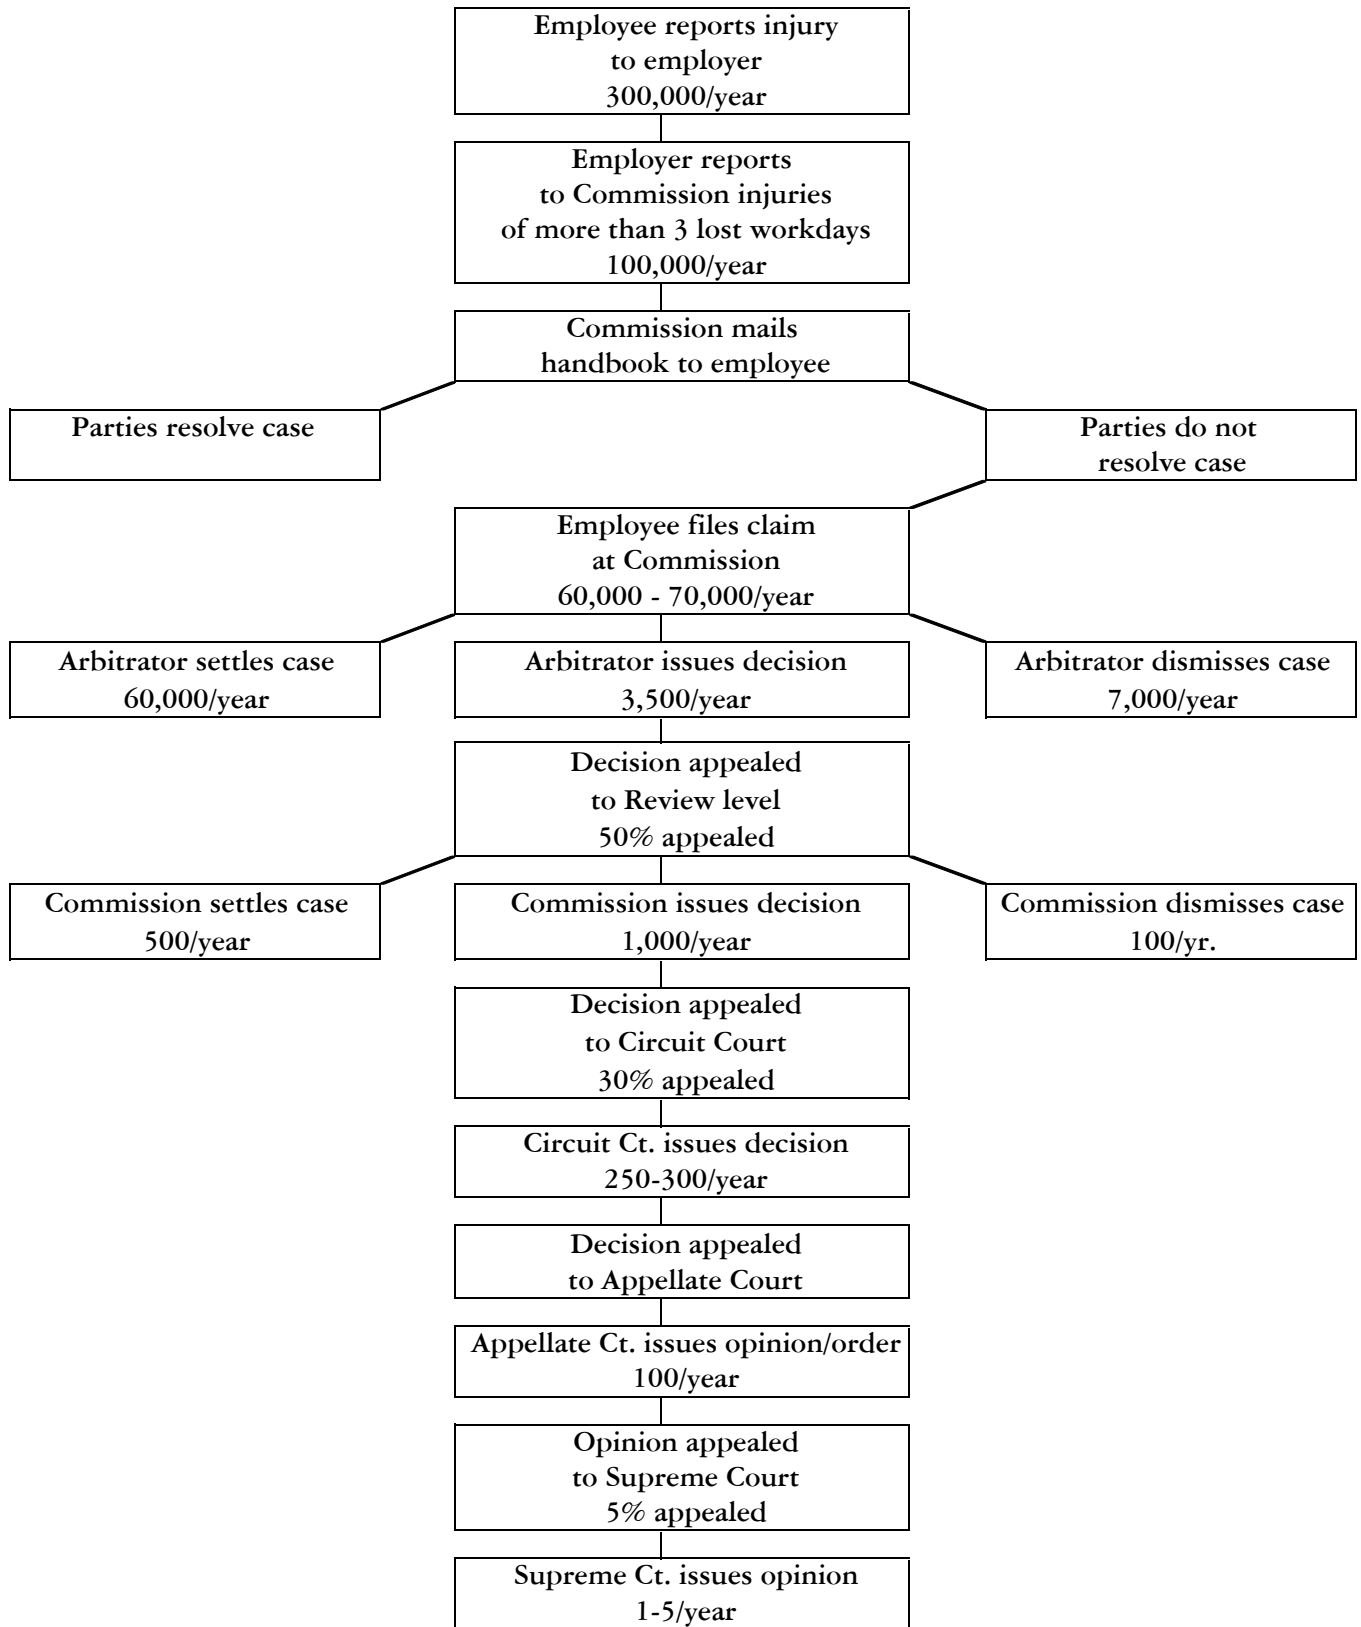 Employee reports injury
to employer
300,000/year
Employer reports
to Commission injuries
of more than 3 lost workdays
100,000/year
Commission mails
handbook to employee
Parties resolve case
Parties do not
resolve case
Employee files claim
at Commission
60,000 - 70,000/year
Arbitrator settles case
60,000/year
Arbitrator issues decision
3,500/year
Arbitrator dismisses case
7,000/year
Decision appealed
to Review level
50% appealed
Commission settles case
500/year
Commission issues decision
1,000/year
Commission dismisses case
100/yr.
Decision appealed
to Circuit Court
30% appealed
Circuit Ct. issues decision
250-300/year
Decision appealed
to Appellate Court
Appellate Ct. issues opinion/order
100/year
Opinion appealed
to Supreme Court
5% appealed
Supreme Ct. issues opinion
1-5/year